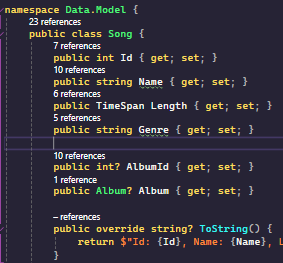 namespace Data.Model {
23 references
public class Song {
7 references
public int Id { get; set; }
10 references
public string Name { get; set; }
6 references
public TimeSpan Length { get; set; }
5 references
public string Genre { get; set; }
10 references
public int? AlbumId { get; set; }
1 reference
public Album? Album { get; set; }
– references
public override string? ToString() {
return $"Id: {Id}, Name: {Name}, L
}